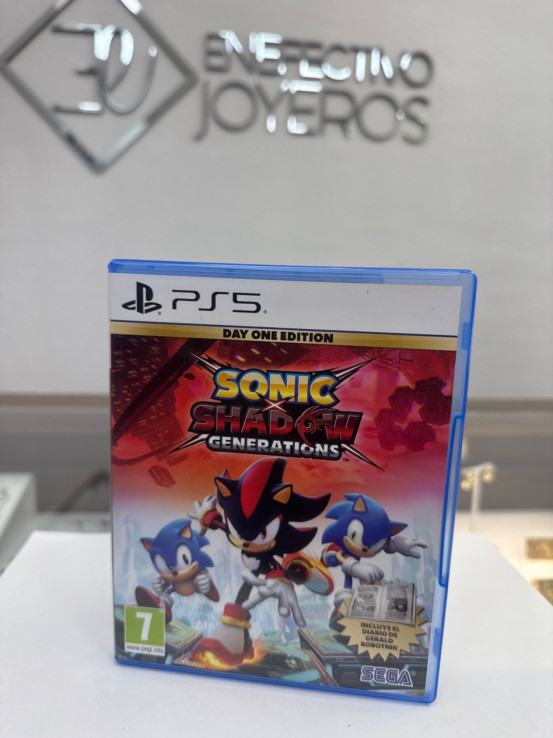 ENEFECTIVO
JOYEROS
PS5
DAY ONE EDITION
SONIC
X
SHADOW
GENERATIONS™
7
www.pegi.info
INCLUYE EL
DIARIO DE
GERALD
ROBOTNIK
SEGA